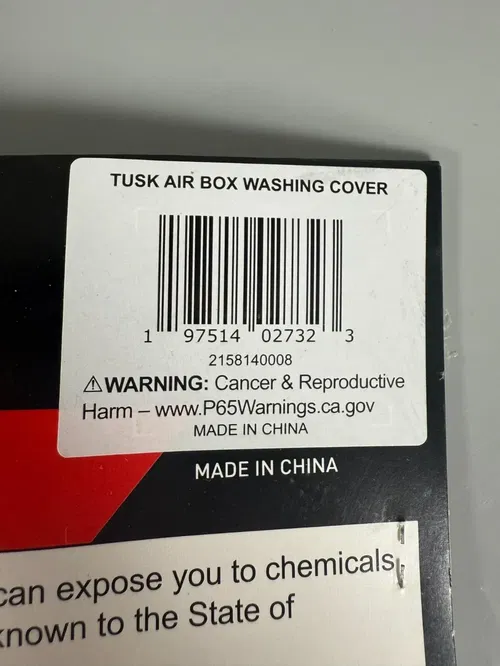 TUSK AIR BOX WASHING COVER
1 97514 02732 3
2158140008
⚠WARNING: Cancer & Reproductive
Harm – www.P65Warnings.ca.gov
MADE IN CHINA
MADE IN CHINA
can expose you to chemicals
known to the State of